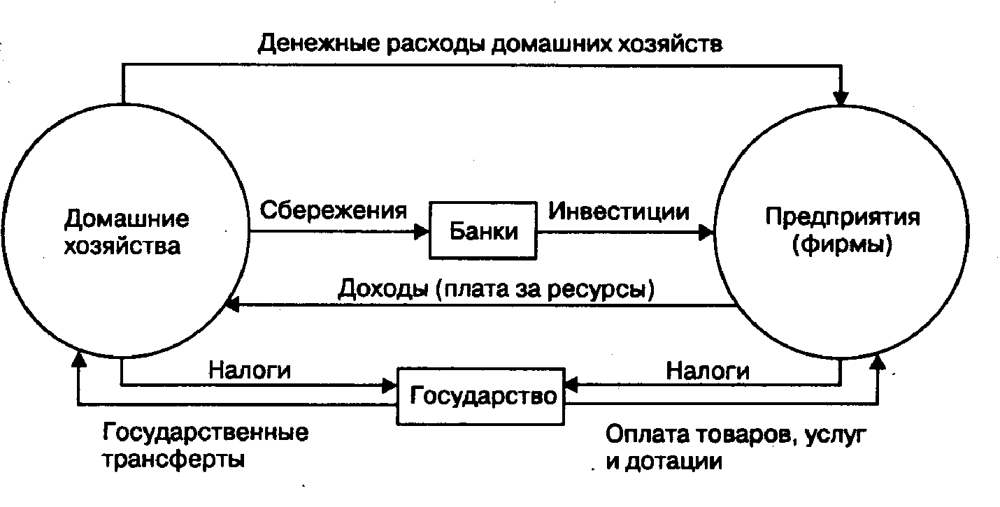 Денежные расходы домашних хозяйств
Домашние
хозяйства
Сбережения
Банки
Инвестиции
Предприятия
(фирмы)
Доходы (плата за ресурсы)
Налоги
Государство
Налоги
Государственные
трансферты
Оплата товаров, услуг
и дотации